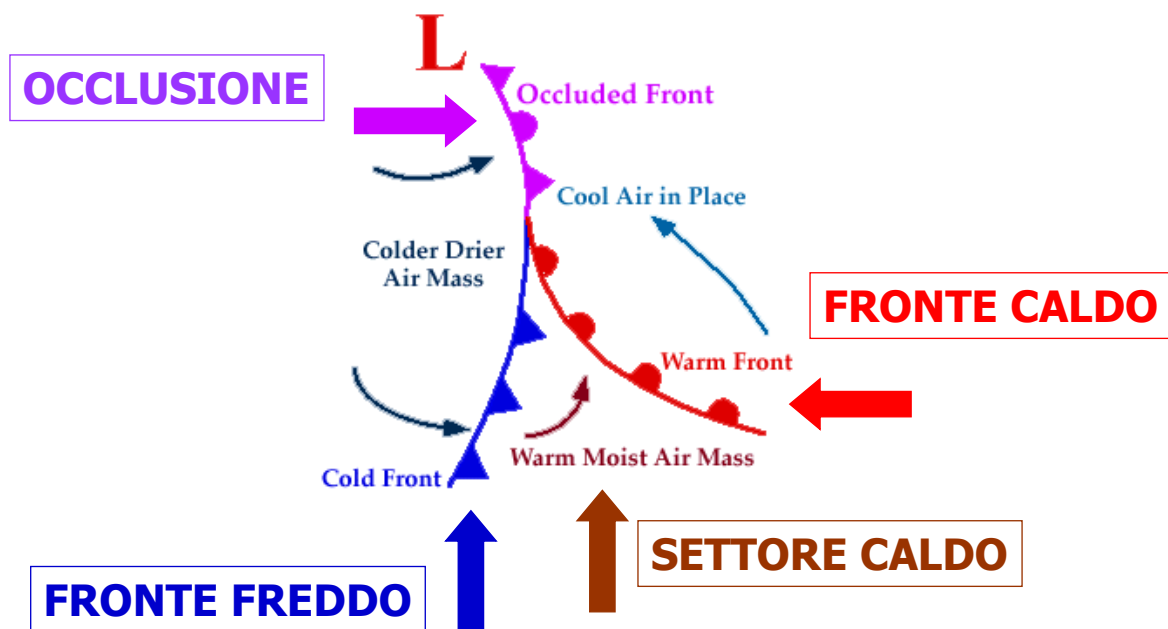 L
OCCLUSIONE
Occluded Front
Cool Air in Place
Colder Drier
Air Mass
FRONTE CALDO
Warm Front
Warm Moist Air Mass
Cold Front
SETTORE CALDO
FRONTE FREDDO